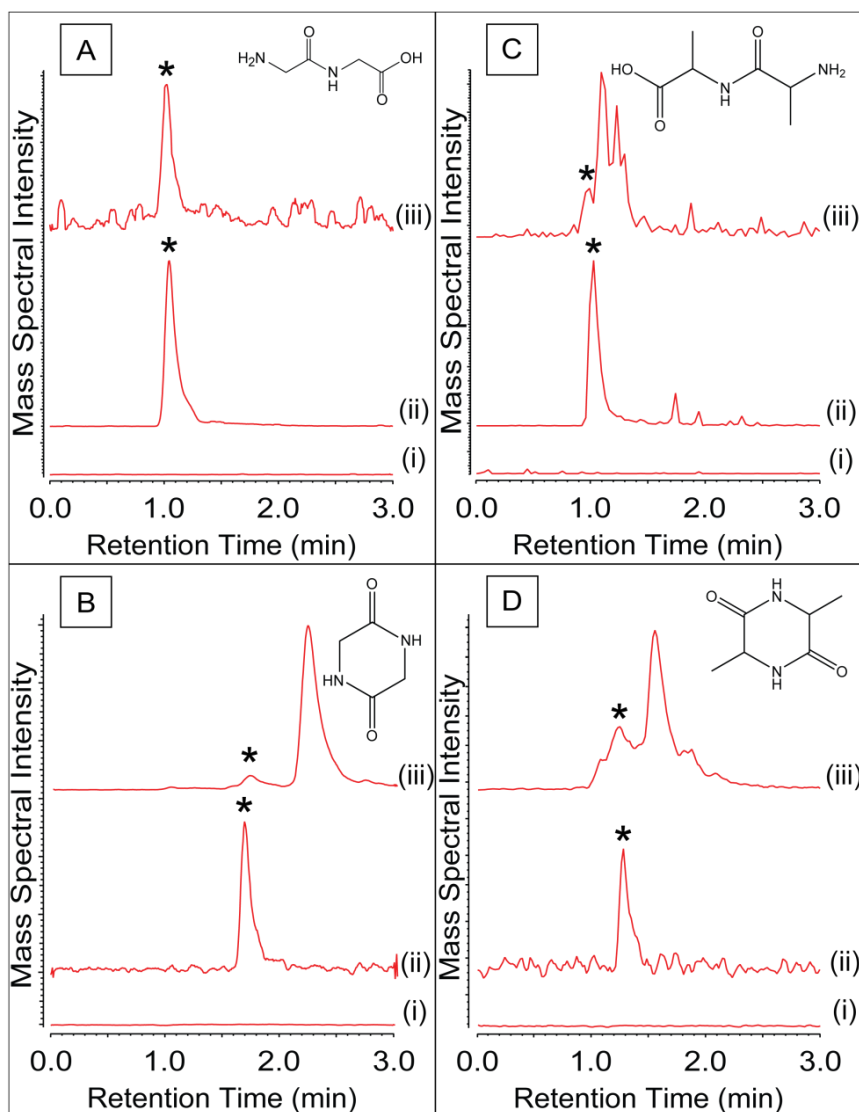 A
O
H₂N
N
H
OH
O
*
(iii)
*
(ii)
(i)
Mass Spectral Intensity
0.0 1.0 2.0 3.0
Retention Time (min)
C
O
HO
NH₂
O
N
H
*
(iii)
*
(ii)
(i)
Mass Spectral Intensity
0.0 1.0 2.0 3.0
Retention Time (min)
B
O
NH
HN
O
*
(iii)
*
(ii)
(i)
Mass Spectral Intensity
0.0 1.0 2.0 3.0
Retention Time (min)
D
H
N
O
N
H
O
*
(iii)
*
(ii)
(i)
Mass Spectral Intensity
0.0 1.0 2.0 3.0
Retention Time (min)